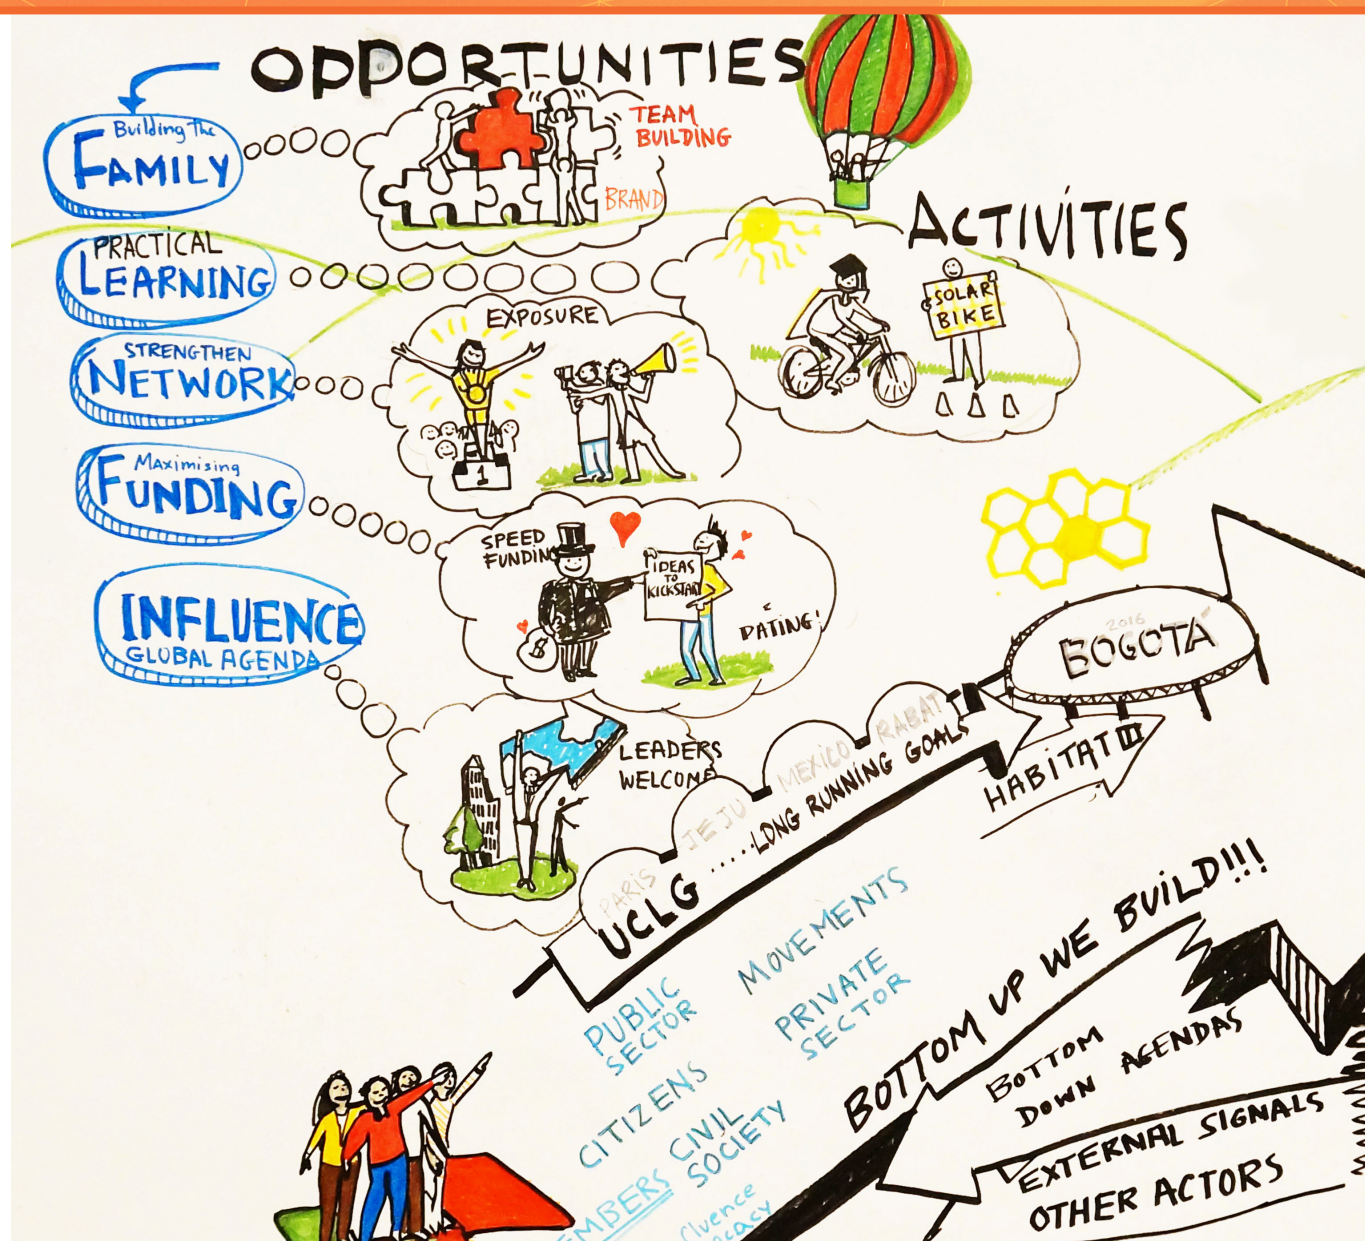 OPPORTUNITIES
Building the
FAMILY
TEAM
BUILDING
BRAND
ACTIVITIES
PRACTICAL
LEARNING
SOLAR
BIKE
STRENGTHEN
NETWORK
EXPOSURE
1
Maximising
FUNDING
SPEED
FUNDING
IDEAS
TO
KICKSTART
&
DATING!
$
INFLUENCE
GLOBAL AGENDA
LEADERS
WELCOME
2016
BOGOTÁ
HABITAT III
PARIS
JEJU
MEXICO
RABAT
UCLG .....LONG RUNNING GOALS
MOVEMENTS
PUBLIC
SECTOR
PRIVATE
SECTOR
CITIZENS
CIVIL
SOCIETY
BOTTOM UP WE BUILD!!!
BOTTOM
DOWN AGENDAS
EXTERNAL SIGNALS
OTHER ACTORS